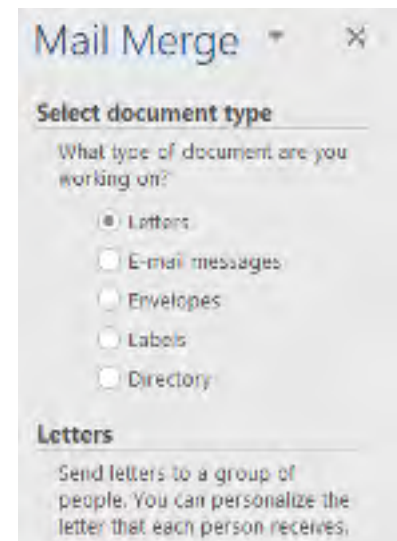 Mail Merge
Select document type
What type of document are you
working on?
Letters
E-mail messages
Envelopes
Labels
Directory
Letters
Send letters to a group of
people. You can personalize the
letter that each person receives.